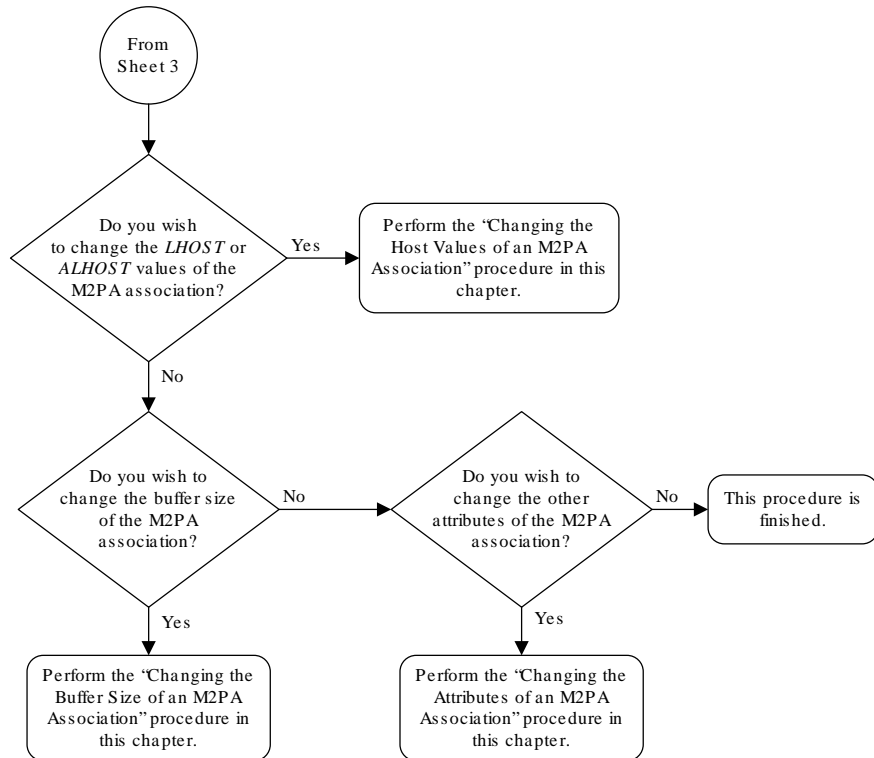 From
Sheet 3
Do you wish
to change the LHOST or
ALHOST values of the
M2PA association?
Yes
Perform the “Changing the
Host Values of an M2PA
Association” procedure in this
chapter.
No
Do you wish to
change the buffer size
of the M2PA
association?
No
Do you wish to
change the other
attributes of the M2PA
association?
No
This procedure is
finished.
Yes
Perform the “Changing the
Buffer Size of an M2PA
Association” procedure in
this chapter.
Yes
Perform the “Changing the
Attributes of an M2PA
Association” procedure in
this chapter.